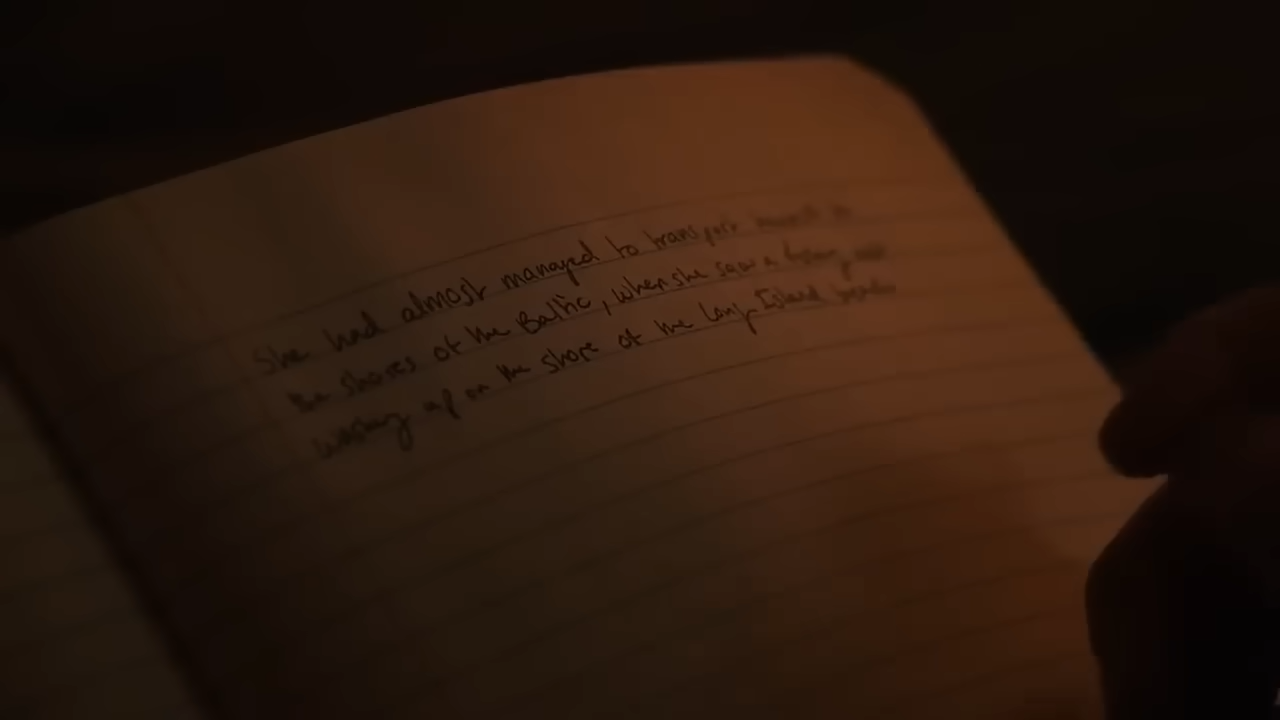 She had almost managed to transport
the shores of the Baltic, when she saw a
washing up on the shore of the Long Island